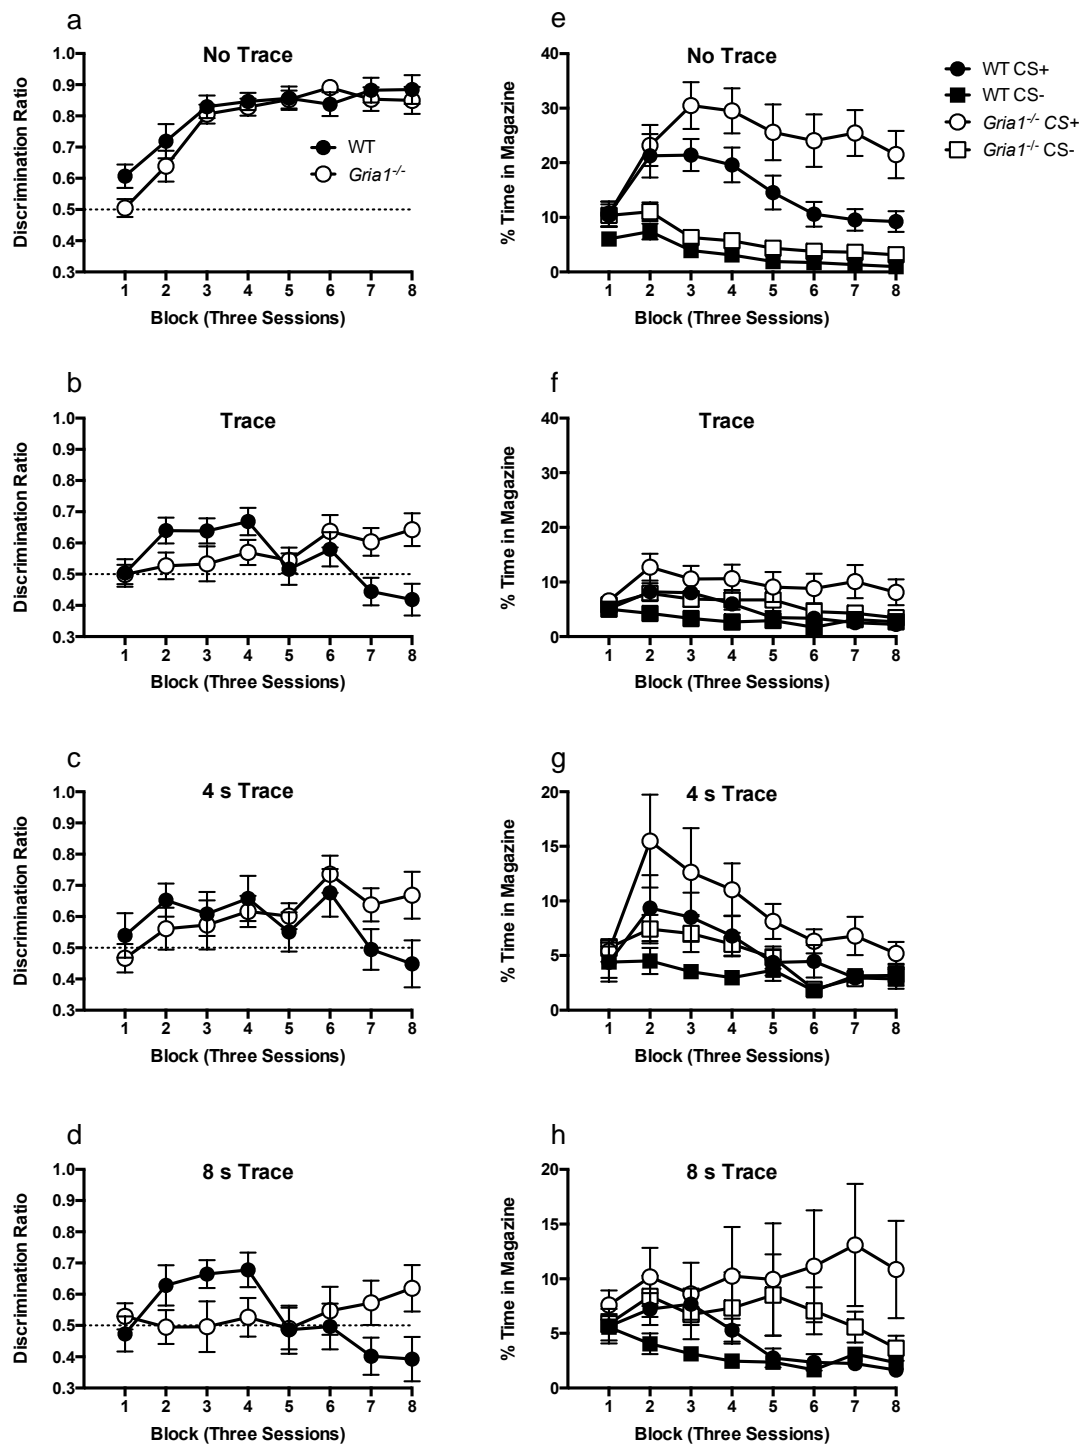 a
No Trace
Discrimination Ratio
1.0
0.9
0.8
0.7
0.6
0.5
0.4
0.3
WT
Gria1-/-
1 2 3 4 5 6 7 8
Block (Three Sessions)
e
No Trace
% Time in Magazine
40
30
20
10
0
1 2 3 4 5 6 7 8
Block (Three Sessions)
WT CS+
WT CS-
Gria1-/- CS+
Gria1-/- CS-
b
Trace
Discrimination Ratio
1.0
0.9
0.8
0.7
0.6
0.5
0.4
0.3
1 2 3 4 5 6 7 8
Block (Three Sessions)
f
Trace
% Time in Magazine
40
30
20
10
0
1 2 3 4 5 6 7 8
Block (Three Sessions)
c
4 s Trace
Discrimination Ratio
1.0
0.9
0.8
0.7
0.6
0.5
0.4
0.3
1 2 3 4 5 6 7 8
Block (Three Sessions)
g
4 s Trace
% Time in Magazine
20
15
10
5
0
1 2 3 4 5 6 7 8
Block (Three Sessions)
d
8 s Trace
Discrimination Ratio
1.0
0.9
0.8
0.7
0.6
0.5
0.4
0.3
1 2 3 4 5 6 7 8
Block (Three Sessions)
h
8 s Trace
% Time in Magazine
20
15
10
5
0
1 2 3 4 5 6 7 8
Block (Three Sessions)